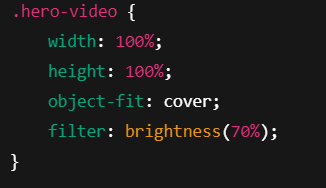 .hero-video {
    width: 100%;
    height: 100%;
    object-fit: cover;
    filter: brightness(70%);
}